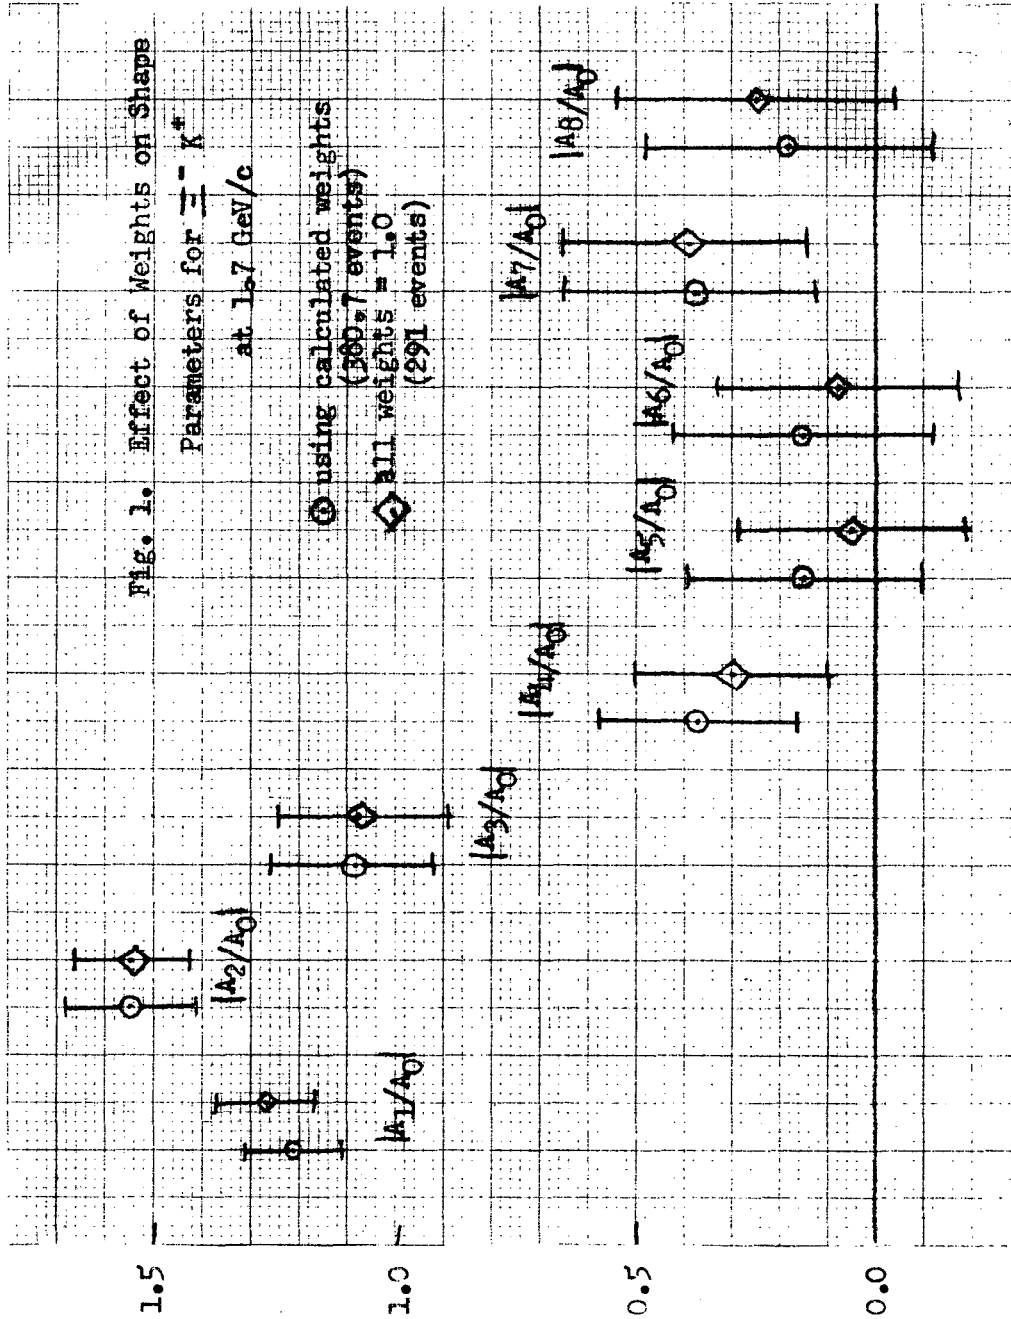 Fig. 1. Effect of Weights on Shape
Parameters for Ξ⁻ K⁺
at 1.7 GeV/c
using calculated weights
(380.7 events)
all weights = 1.0
(291 events)
1.5
1.0
0.5
0.0
|A1/A0|
|A2/A0|
|A3/A0|
|A4/A0|
|A5/A0|
|A6/A0|
|A7/A0|
|A8/A0|